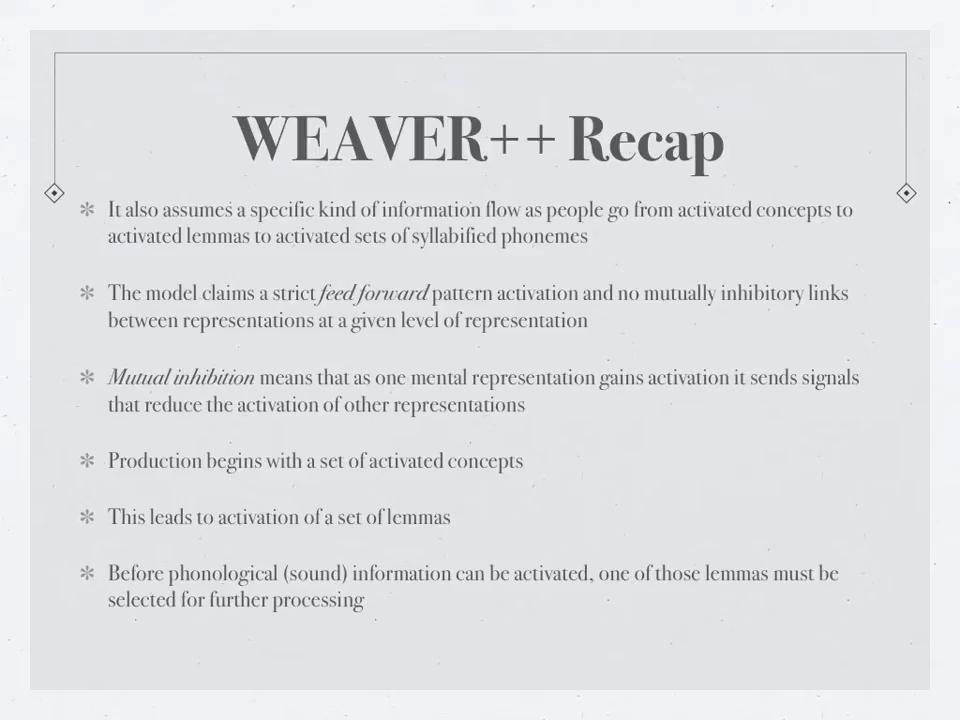 WEAVER++ Recap
It also assumes a specific kind of information flow as people go from activated concepts to
activated lemmas to activated sets of syllabified phonemes
The model claims a strict feed forward pattern activation and no mutually inhibitory links
between representations at a given level of representation
Mutual inhibition means that as one mental representation gains activation it sends signals
that reduce the activation of other representations
Production begins with a set of activated concepts
This leads to activation of a set of lemmas
Before phonological (sound) information can be activated, one of those lemmas must be
selected for further processing